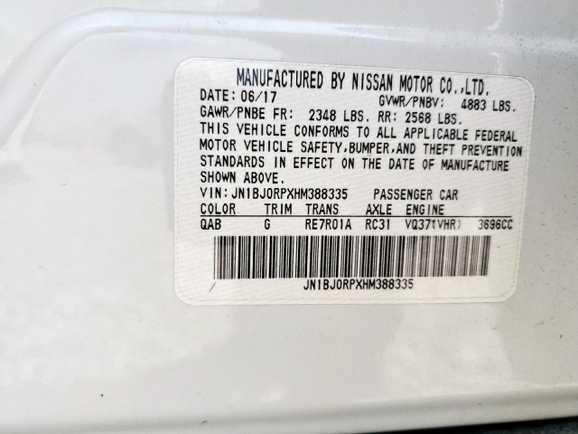 MANUFACTURED BY NISSAN MOTOR CO.,LTD.
DATE: 06/17 GVWR/PNBV: 4883 LBS.
GAWR/PNBE FR: 2348 LBS. RR: 2568 LBS.
THIS VEHICLE CONFORMS TO ALL APPLICABLE FEDERAL
MOTOR VEHICLE SAFETY,BUMPER,AND THEFT PREVENTION
STANDARDS IN EFFECT ON THE DATE OF MANUFACTURE
SHOWN ABOVE.
VIN: JN1BJ0RPXHM388335 PASSENGER CAR
COLOR TRIM TRANS AXLE ENGINE
QAB G RE7R01A RC31 VQ37(VHR) 3696CC
JN1BJ0RPXHM388335